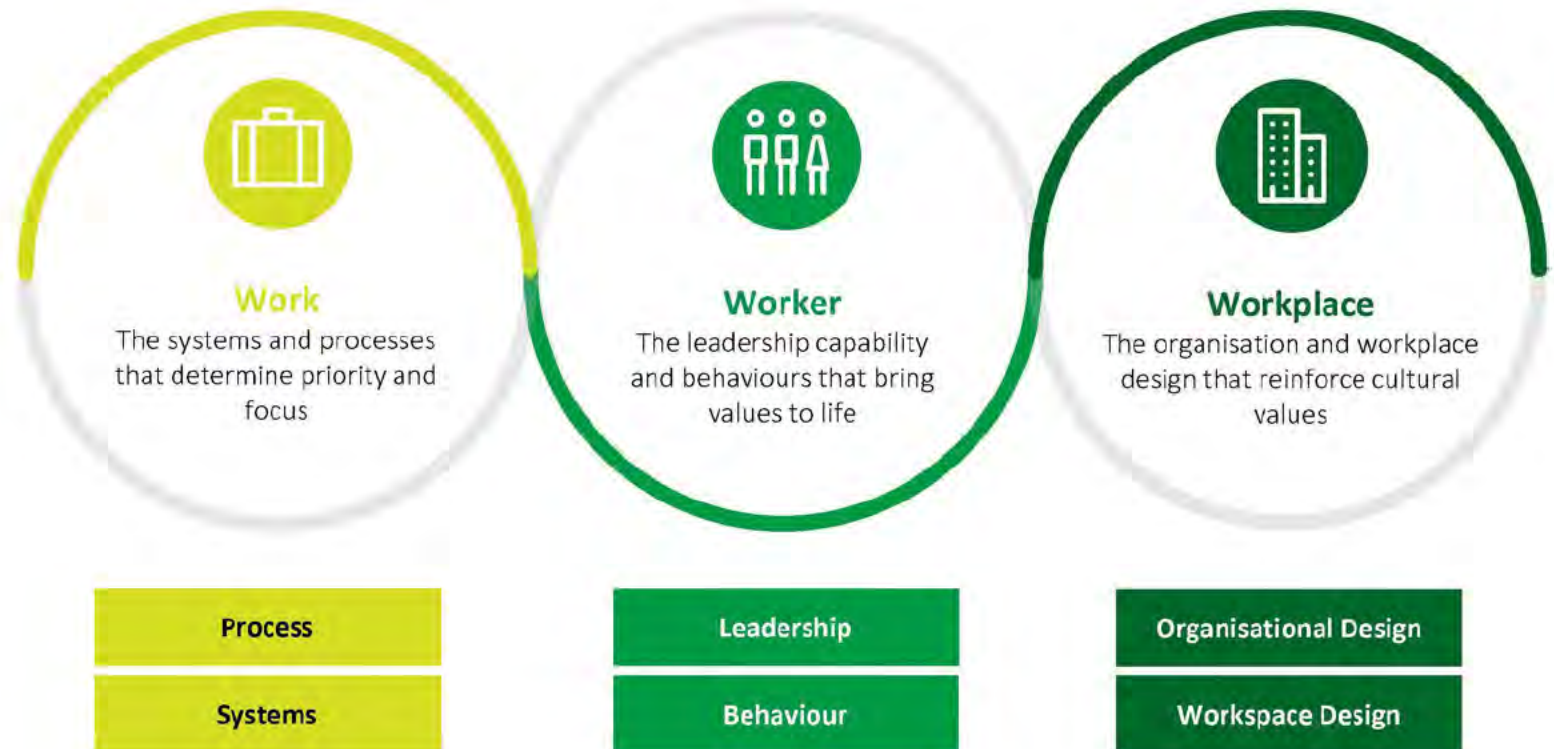 Work
The systems and processes
that determine priority and
focus
Worker
The leadership capability
and behaviours that bring
values to life
Workplace
The organisation and workplace
design that reinforce cultural
values
Process
Systems
Leadership
Behaviour
Organisational Design
Workspace Design